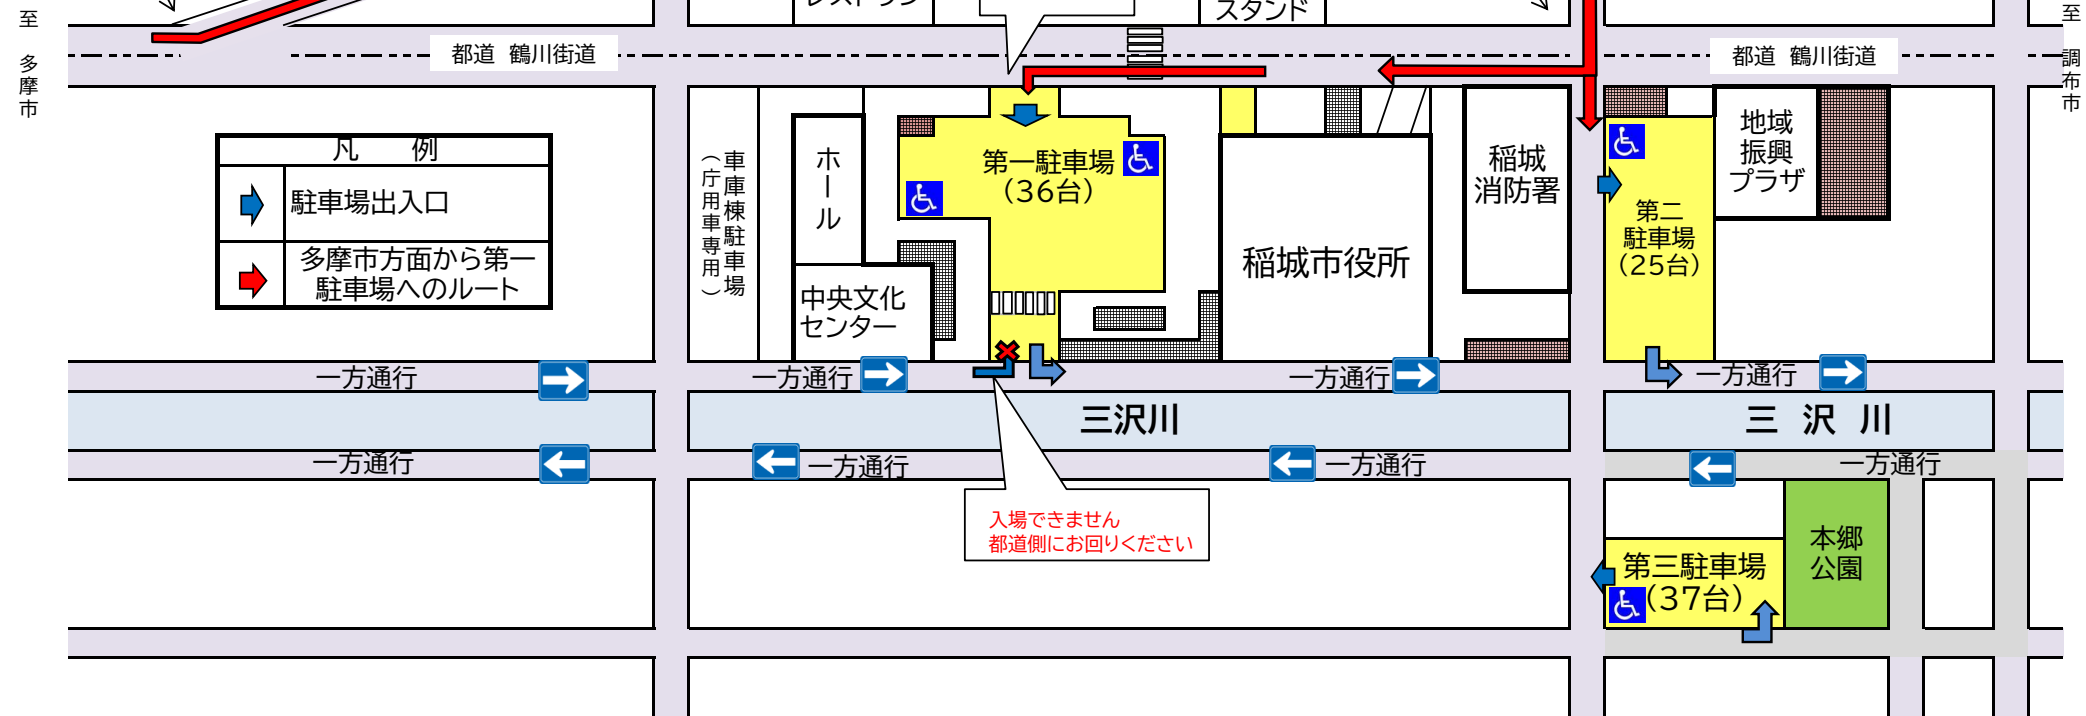 至 多摩市
スタンド
至 調布市
都道 鶴川街道
都道 鶴川街道
凡 例
駐車場出入口
多摩市方面から第一
駐車場へのルート
車庫棟駐車場
（庁用車専用）
ホール
中央文化
センター
第一駐車場
（36台）
稲城市役所
稲城
消防署
第二
駐車場
（25台）
地域
振興
プラザ
一方通行
一方通行
一方通行
一方通行
三沢川
三 沢 川
一方通行
一方通行
一方通行
一方通行
入場できません
都道側にお回りください
第三駐車場
（37台）
本郷
公園